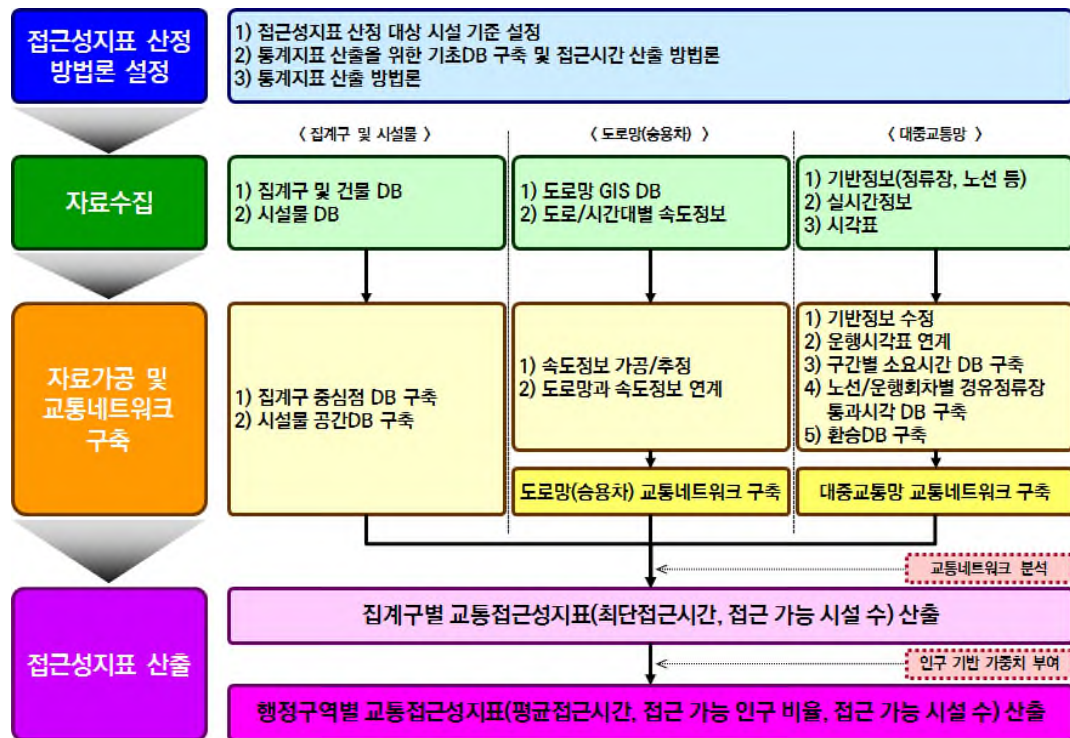 접근성지표 산정
방법론 설정
1) 접근성지표 산정 대상 시설 기준 설정
2) 통계지표 산출을 위한 기초DB 구축 및 접근시간 산출 방법론
3) 통계지표 산출 방법론
< 집계구 및 시설물 >
< 도로망(승용차) >
< 대중교통망 >
자료수집
1) 집계구 및 건물 DB
2) 시설물 DB
1) 도로망 GIS DB
2) 도로/시간대별 속도정보
1) 기반정보(정류장, 노선 등)
2) 실시간정보
3) 시각표
자료가공 및
교통네트워크
구축
1) 집계구 중심점 DB 구축
2) 시설물 공간DB 구축
1) 속도정보 가공/추정
2) 도로망과 속도정보 연계
1) 기반정보 수정
2) 운행시각표 연계
3) 구간별 소요시간 DB 구축
4) 노선/운행회차별 경유정류장
통과시각 DB 구축
5) 환승DB 구축
도로망(승용차) 교통네트워크 구축
대중교통망 교통네트워크 구축
교통네트워크 분석
접근성지표 산출
집계구별 교통접근성지표(최단접근시간, 접근 가능 시설 수) 산출
인구 기반 가중치 부여
행정구역별 교통접근성지표(평균접근시간, 접근 가능 인구 비율, 접근 가능 시설 수) 산출